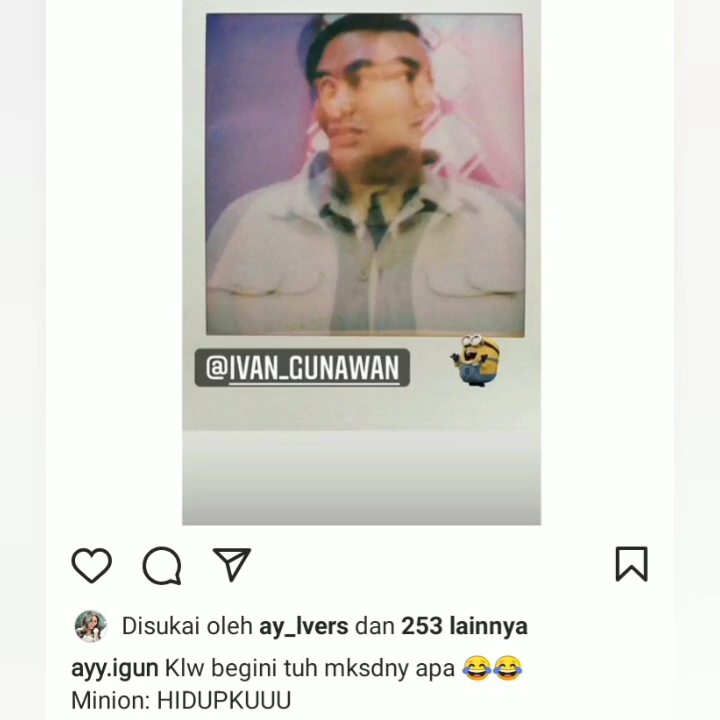 @IVAN_GUNAWAN
Disukai oleh ay_lvers dan 253 lainnya
ayy.igun Klw begini tuh mksdny apa 😂😂
Minion: HIDUPKUUU